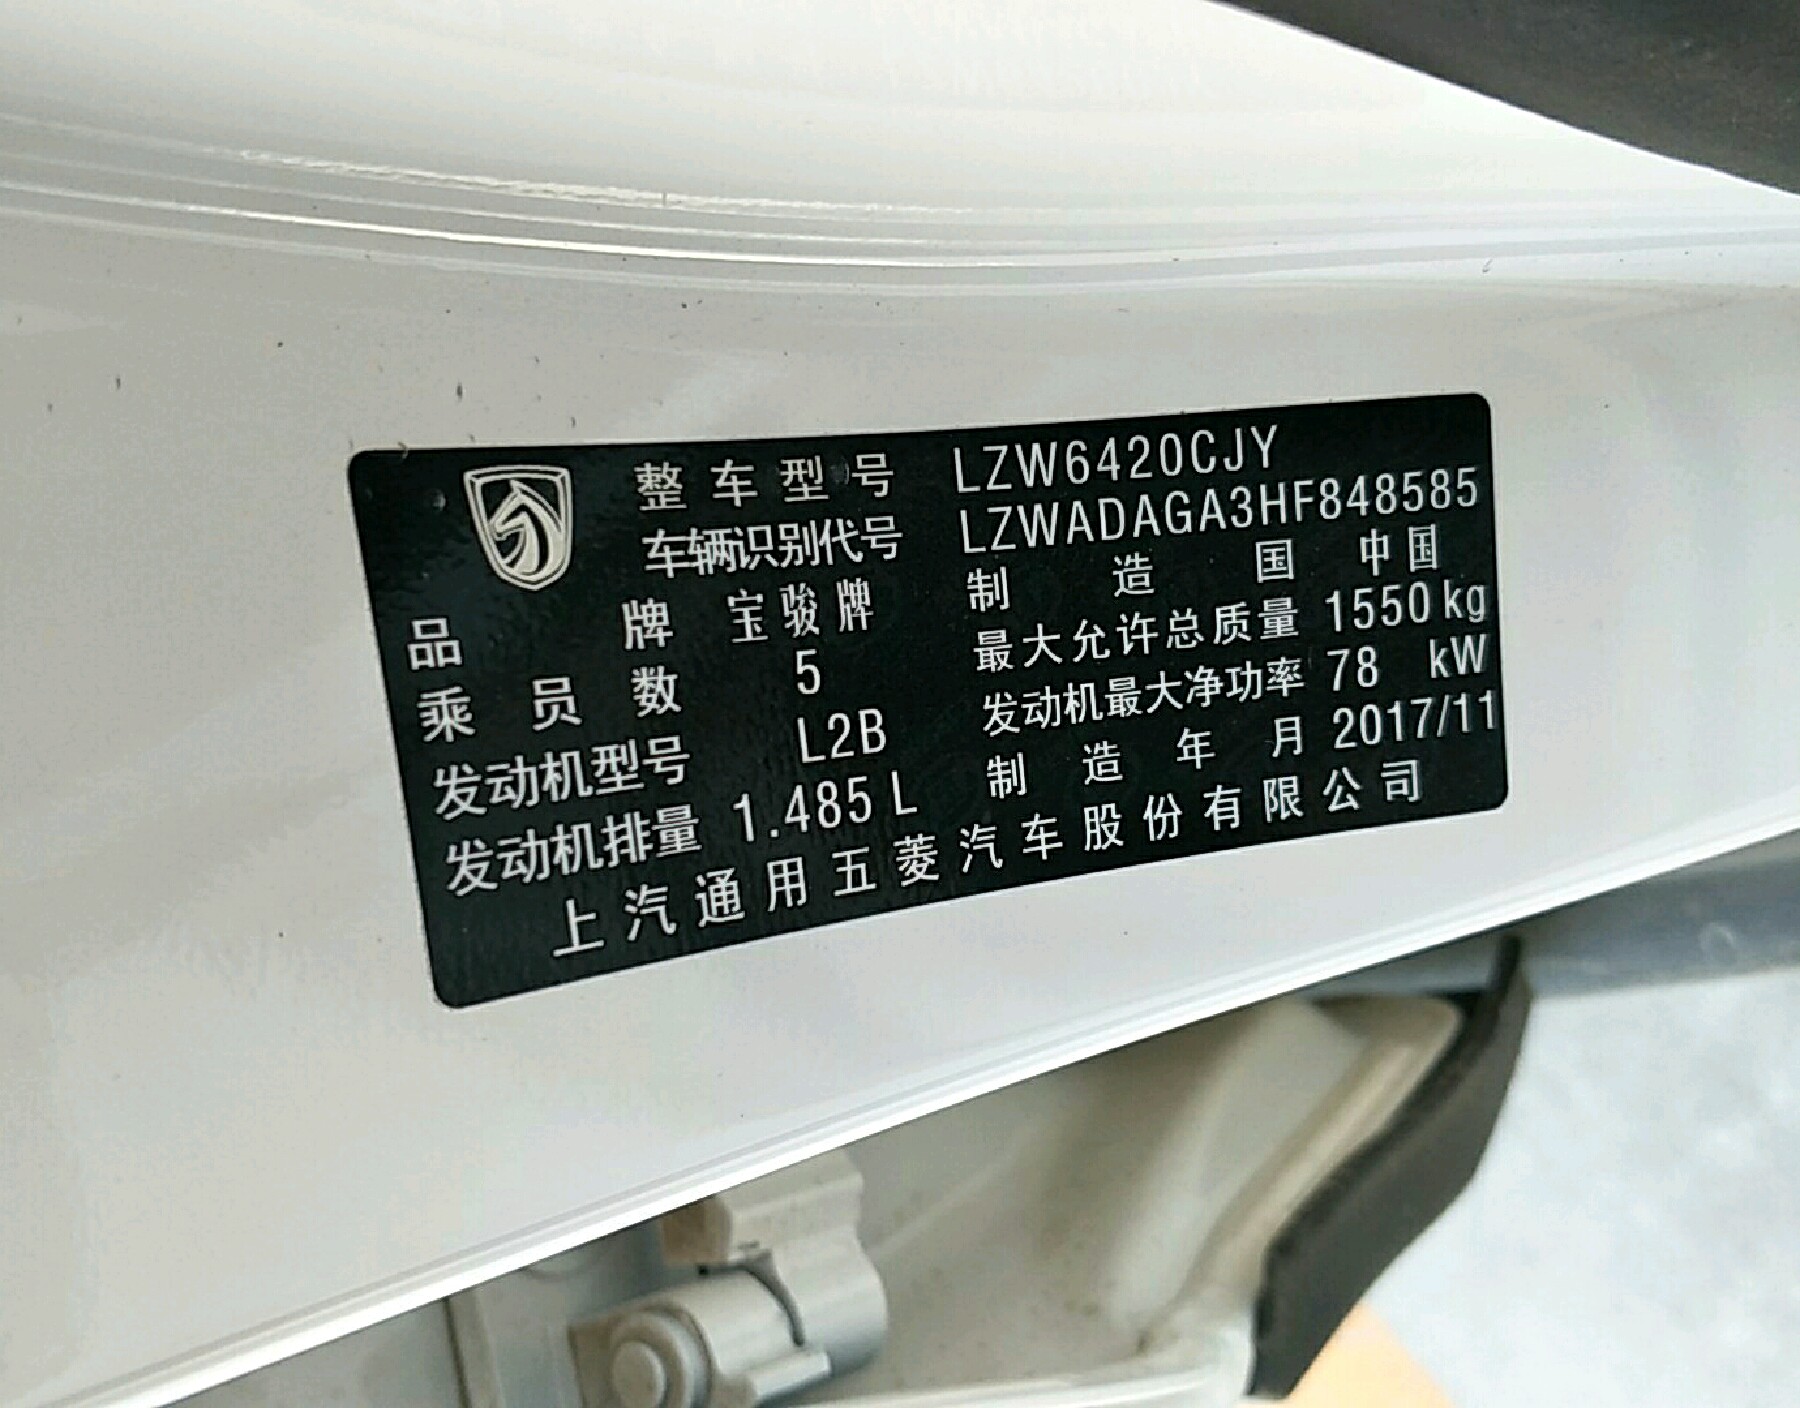 整车型号 LZW6420CJY
车辆识别代号 LZWADAGA3HF848585
品牌 宝骏牌 制造国 中国
乘员数 5 最大允许总质量 1550 kg
发动机型号 L2B 发动机最大净功率 78 kW
发动机排量 1.485 L 制造年月 2017/11
上汽通用五菱汽车股份有限公司